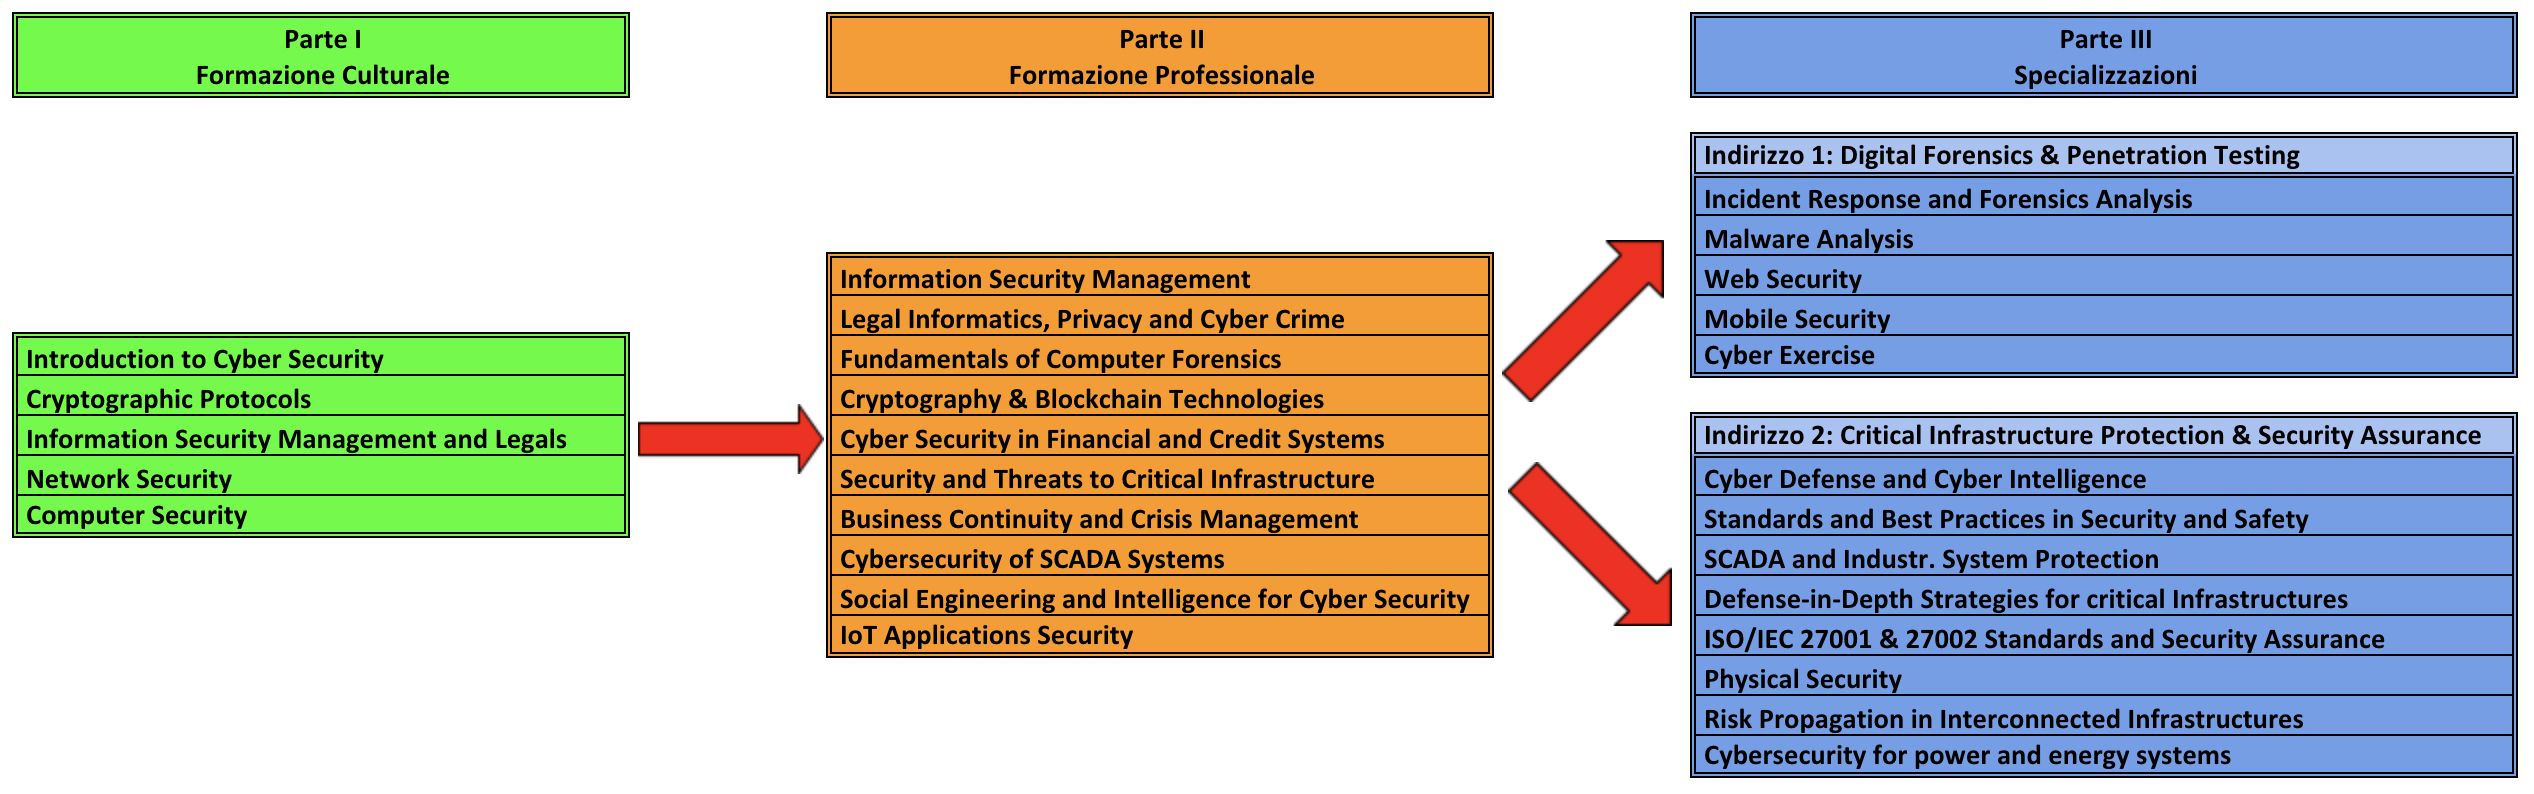 Parte I
Formazione Culturale
Introduction to Cyber Security
Cryptographic Protocols
Information Security Management and Legals
Network Security
Computer Security
Parte II
Formazione Professionale
Information Security Management
Legal Informatics, Privacy and Cyber Crime
Fundamentals of Computer Forensics
Cryptography & Blockchain Technologies
Cyber Security in Financial and Credit Systems
Security and Threats to Critical Infrastructure
Business Continuity and Crisis Management
Cybersecurity of SCADA Systems
Social Engineering and Intelligence for Cyber Security
IoT Applications Security
Parte III
Specializzazioni
Indirizzo 1: Digital Forensics & Penetration Testing
Incident Response and Forensics Analysis
Malware Analysis
Web Security
Mobile Security
Cyber Exercise
Indirizzo 2: Critical Infrastructure Protection & Security Assurance
Cyber Defense and Cyber Intelligence
Standards and Best Practices in Security and Safety
SCADA and Industr. System Protection
Defense-in-Depth Strategies for critical Infrastructures
ISO/IEC 27001 & 27002 Standards and Security Assurance
Physical Security
Risk Propagation in Interconnected Infrastructures
Cybersecurity for power and energy systems